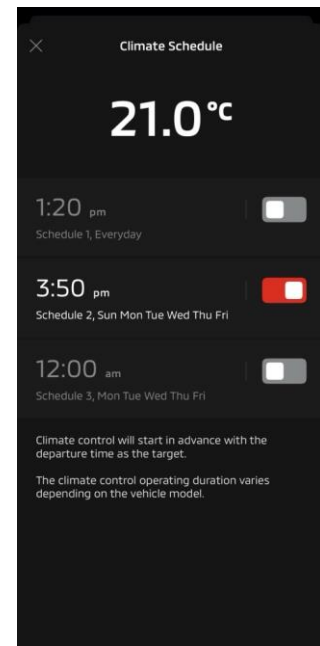 Climate Schedule
21.0°C
1:20 pm
Schedule 1, Everyday
3:50 pm
Schedule 2, Sun Mon Tue Wed Thu Fri
12:00 am
Schedule 3, Mon Tue Wed Thu Fri
Climate control will start in advance with the
departure time as the target.
The climate control operating duration varies
depending on the vehicle model.